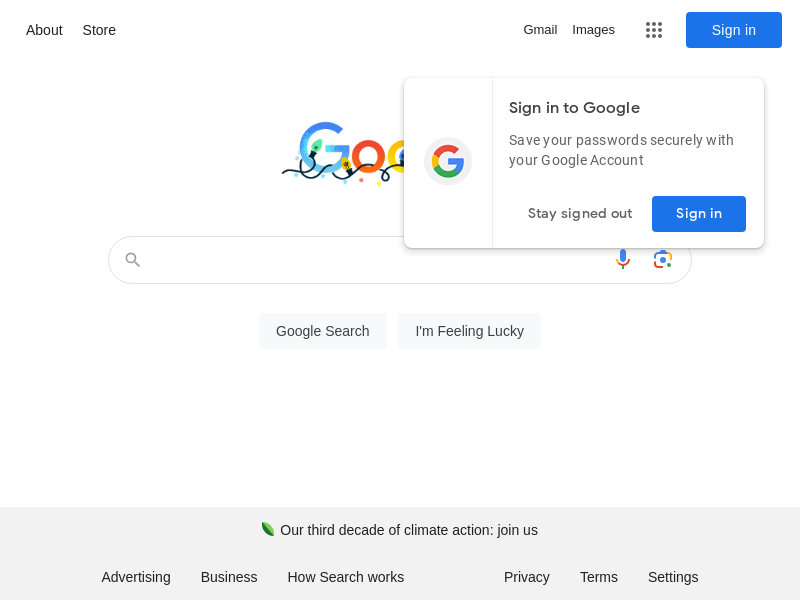 About Store Gmail Images Sign in
Sign in to Google
Save your passwords securely with
your Google Account
Stay signed out Sign in
Google Search I'm Feeling Lucky
Our third decade of climate action: join us
Advertising Business How Search works Privacy Terms Settings